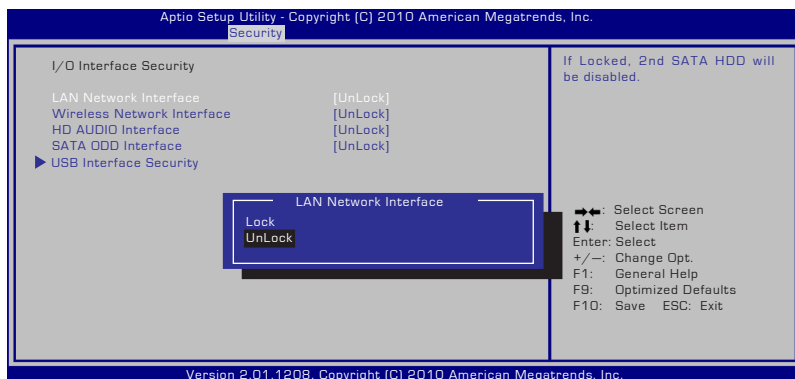 Aptio Setup Utility - Copyright (C) 2010 American Megatrends, Inc.
Security
I/O Interface Security
LAN Network Interface [UnLock]
Wireless Network Interface [UnLock]
HD AUDIO Interface [UnLock]
SATA ODD Interface [UnLock]
USB Interface Security
LAN Network Interface
Lock
UnLock
If Locked, 2nd SATA HDD will
be disabled.
→←: Select Screen
↑↓: Select Item
Enter: Select
+/—: Change Opt.
F1: General Help
F9: Optimized Defaults
F10: Save ESC: Exit
Version 2.01.1208. Copyright (C) 2010 American Megatrends, Inc.